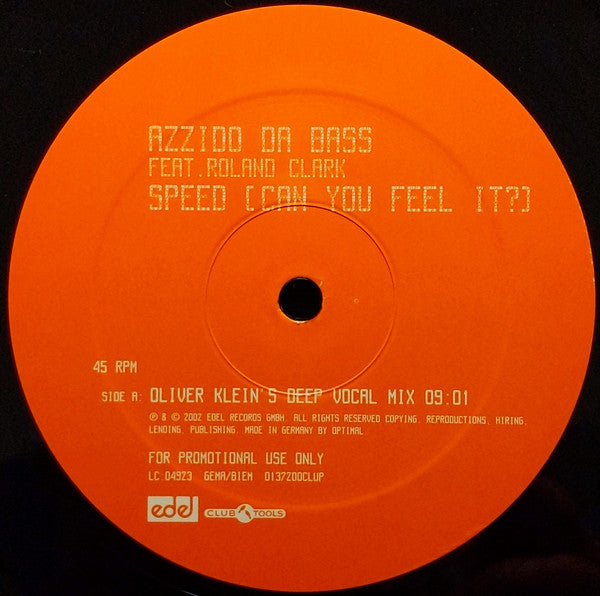 AZZIDO DA BASS
FEAT.ROLAND CLARK
SPEED [CAN YOU FEEL IT?]
45 RPM
SIDE A: OLIVER KLEIN'S DEEP VOCAL MIX 09:01
℗ & © 2002 EDEL RECORDS GMBH. ALL RIGHTS RESERVED COPYING, REPRODUCTIONS, HIRING,
LENDING, PUBLISHING. MADE IN GERMANY BY OPTIMAL
FOR PROMOTIONAL USE ONLY
LC 04923 GEMA/BIEM 0137200CLUP
edel CLUB TOOLS